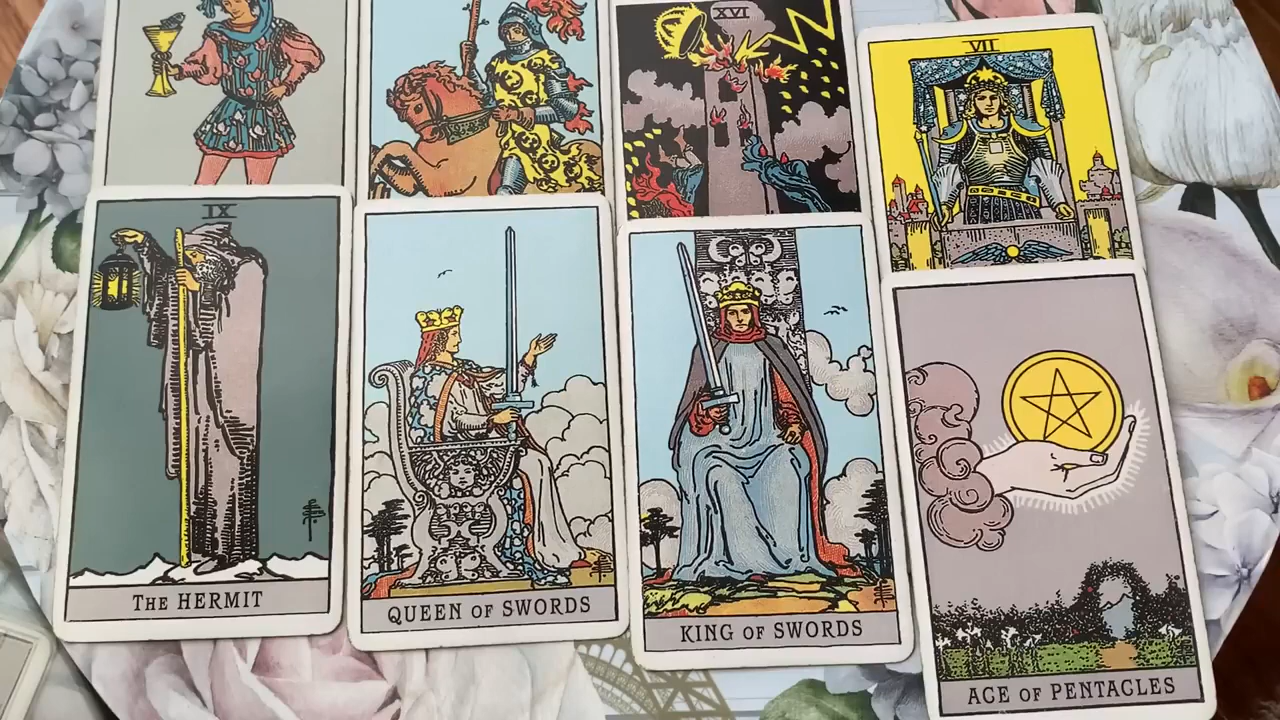 XVI
VII
IX
THE HERMIT
QUEEN OF SWORDS
KING OF SWORDS
ACE OF PENTACLES